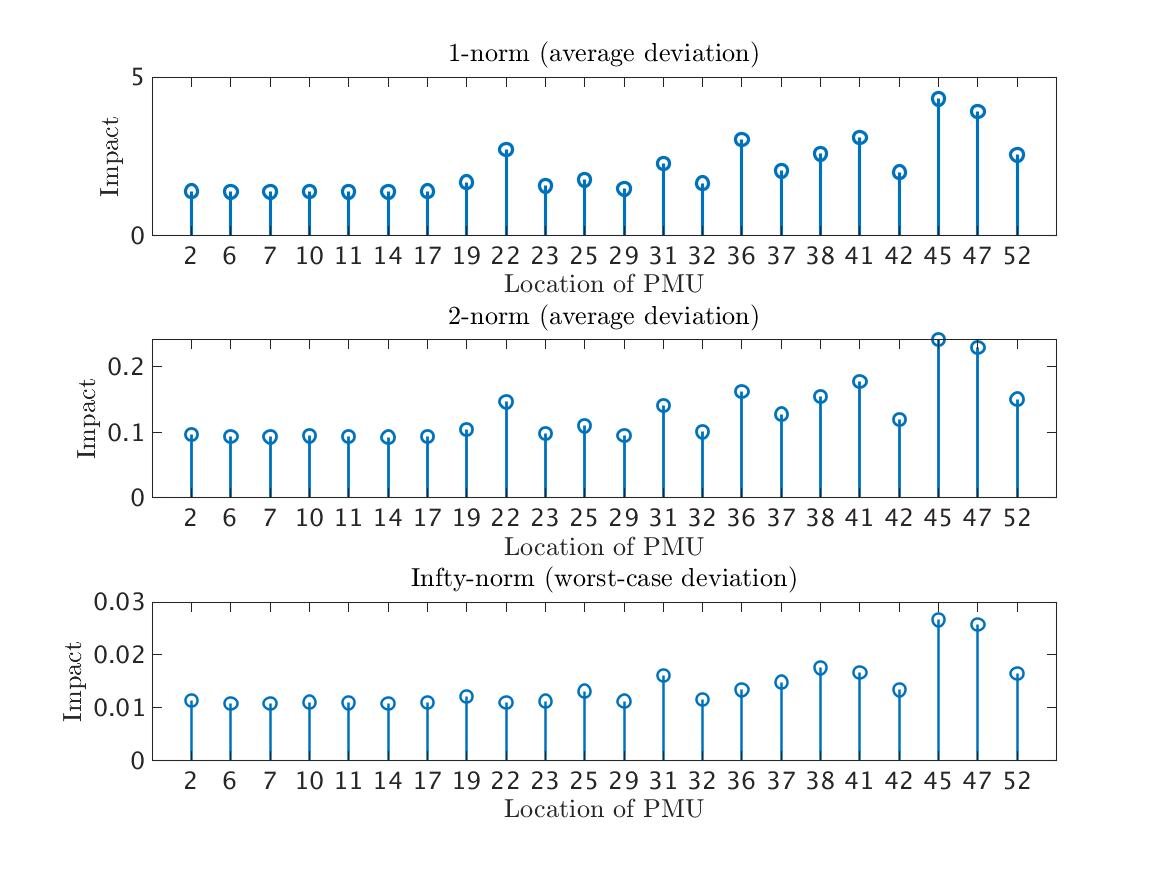 1-norm (average deviation)
5
Impact
0
2 6 7 10 11 14 17 19 22 23 25 29 31 32 36 37 38 41 42 45 47 52
Location of PMU
2-norm (average deviation)
0.2
Impact
0.1
0
2 6 7 10 11 14 17 19 22 23 25 29 31 32 36 37 38 41 42 45 47 52
Location of PMU
Infty-norm (worst-case deviation)
0.03
0.02
Impact
0.01
0
2 6 7 10 11 14 17 19 22 23 25 29 31 32 36 37 38 41 42 45 47 52
Location of PMU